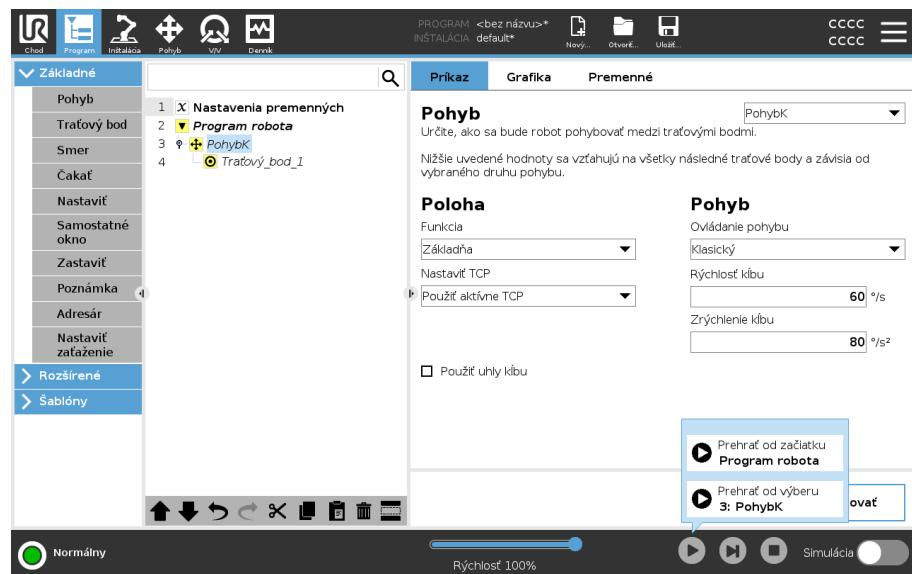 PROGRAM <bez názvu>*
INŠTALÁCIA default*
Chod
Program
Inštalácia
Pohyb
V/V
Denník
Nový...
Otvoriť...
Uložiť...
CCCC
CCCC
Základné
Pohyb
Traťový bod
Smer
Čakať
Nastaviť
Samostatné
okno
Zastaviť
Poznámka
Adresár
Nastaviť
zaťaženie
Rozšírené
Šablóny
1 X Nastavenia premenných
2 Program robota
3 PohybK
4 Traťový_bod_1
Príkaz Grafika Premenné
Pohyb
PohybK
Určite, ako sa bude robot pohybovať medzi traťovými bodmi.
Nižšie uvedené hodnoty sa vzťahujú na všetky následné traťové body a závisia od
vybraného druhu pohybu.
Poloha
Funkcia
Základňa
Nastaviť TCP
Použiť aktívne TCP
Použiť uhly kĺbu
Pohyb
Ovládanie pohybu
Klasický
Rýchlosť kĺbu
60 °/s
Zrýchlenie kĺbu
80 °/s²
Prehrať od začiatku
Program robota
Prehrať od výberu
3: PohybK
ovať
Normálny
Rýchlosť 100%
Simulácia